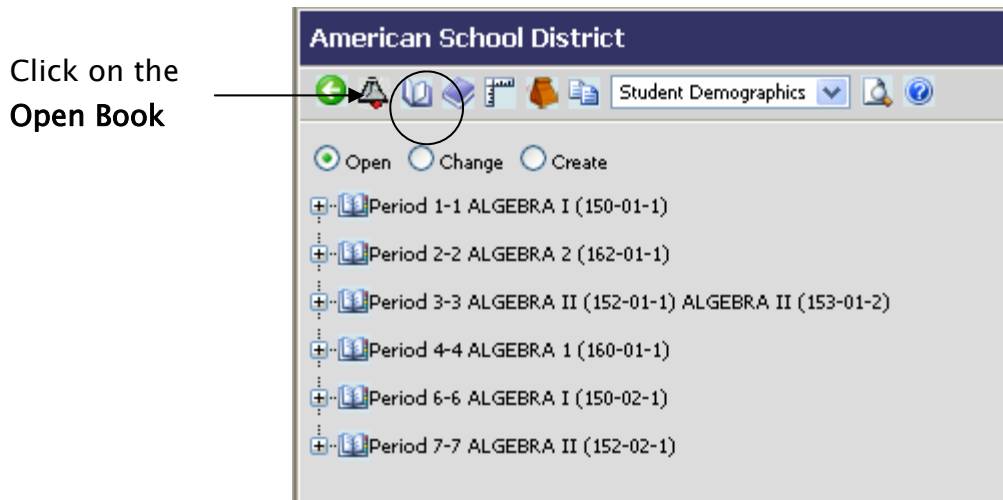 American School District
Click on the
Open Book
Student Demographics
Open Change Create
Period 1-1 ALGEBRA I (150-01-1)
Period 2-2 ALGEBRA 2 (162-01-1)
Period 3-3 ALGEBRA II (152-01-1) ALGEBRA II (153-01-2)
Period 4-4 ALGEBRA 1 (160-01-1)
Period 6-6 ALGEBRA I (150-02-1)
Period 7-7 ALGEBRA II (152-02-1)